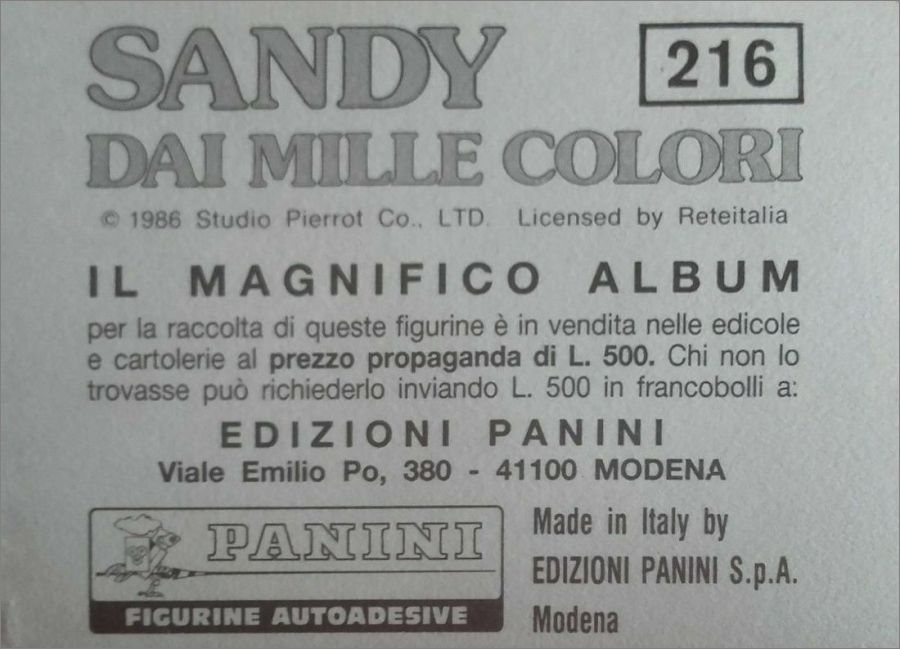 SANDY
216
DAI MILLE COLORI
© 1986 Studio Pierrot Co., LTD. Licensed by Reteitalia
IL MAGNIFICO ALBUM
per la raccolta di queste figurine è in vendita nelle edicole
e cartolerie al prezzo propaganda di L. 500. Chi non lo
trovasse può richiederlo inviando L. 500 in francobolli a:
EDIZIONI PANINI
Viale Emilio Po, 380 - 41100 MODENA
PANINI
FIGURINE AUTOADESIVE
Made in Italy by
EDIZIONI PANINI S.p.A.
Modena